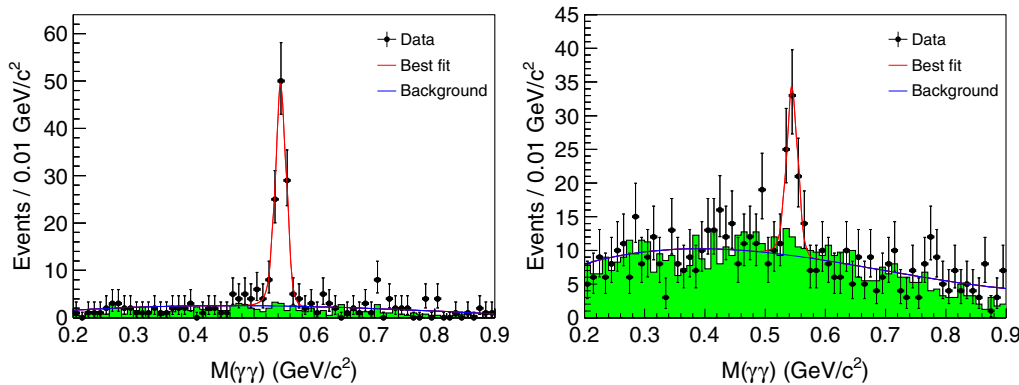 Events / 0.01 GeV/c²
60
50
40
30
20
10
0
Data
Best fit
Background
0.2 0.3 0.4 0.5 0.6 0.7 0.8 0.9
M(γγ) (GeV/c²)
Events / 0.01 GeV/c²
45
40
35
30
25
20
15
10
5
0
Data
Best fit
Background
0.2 0.3 0.4 0.5 0.6 0.7 0.8 0.9
M(γγ) (GeV/c²)